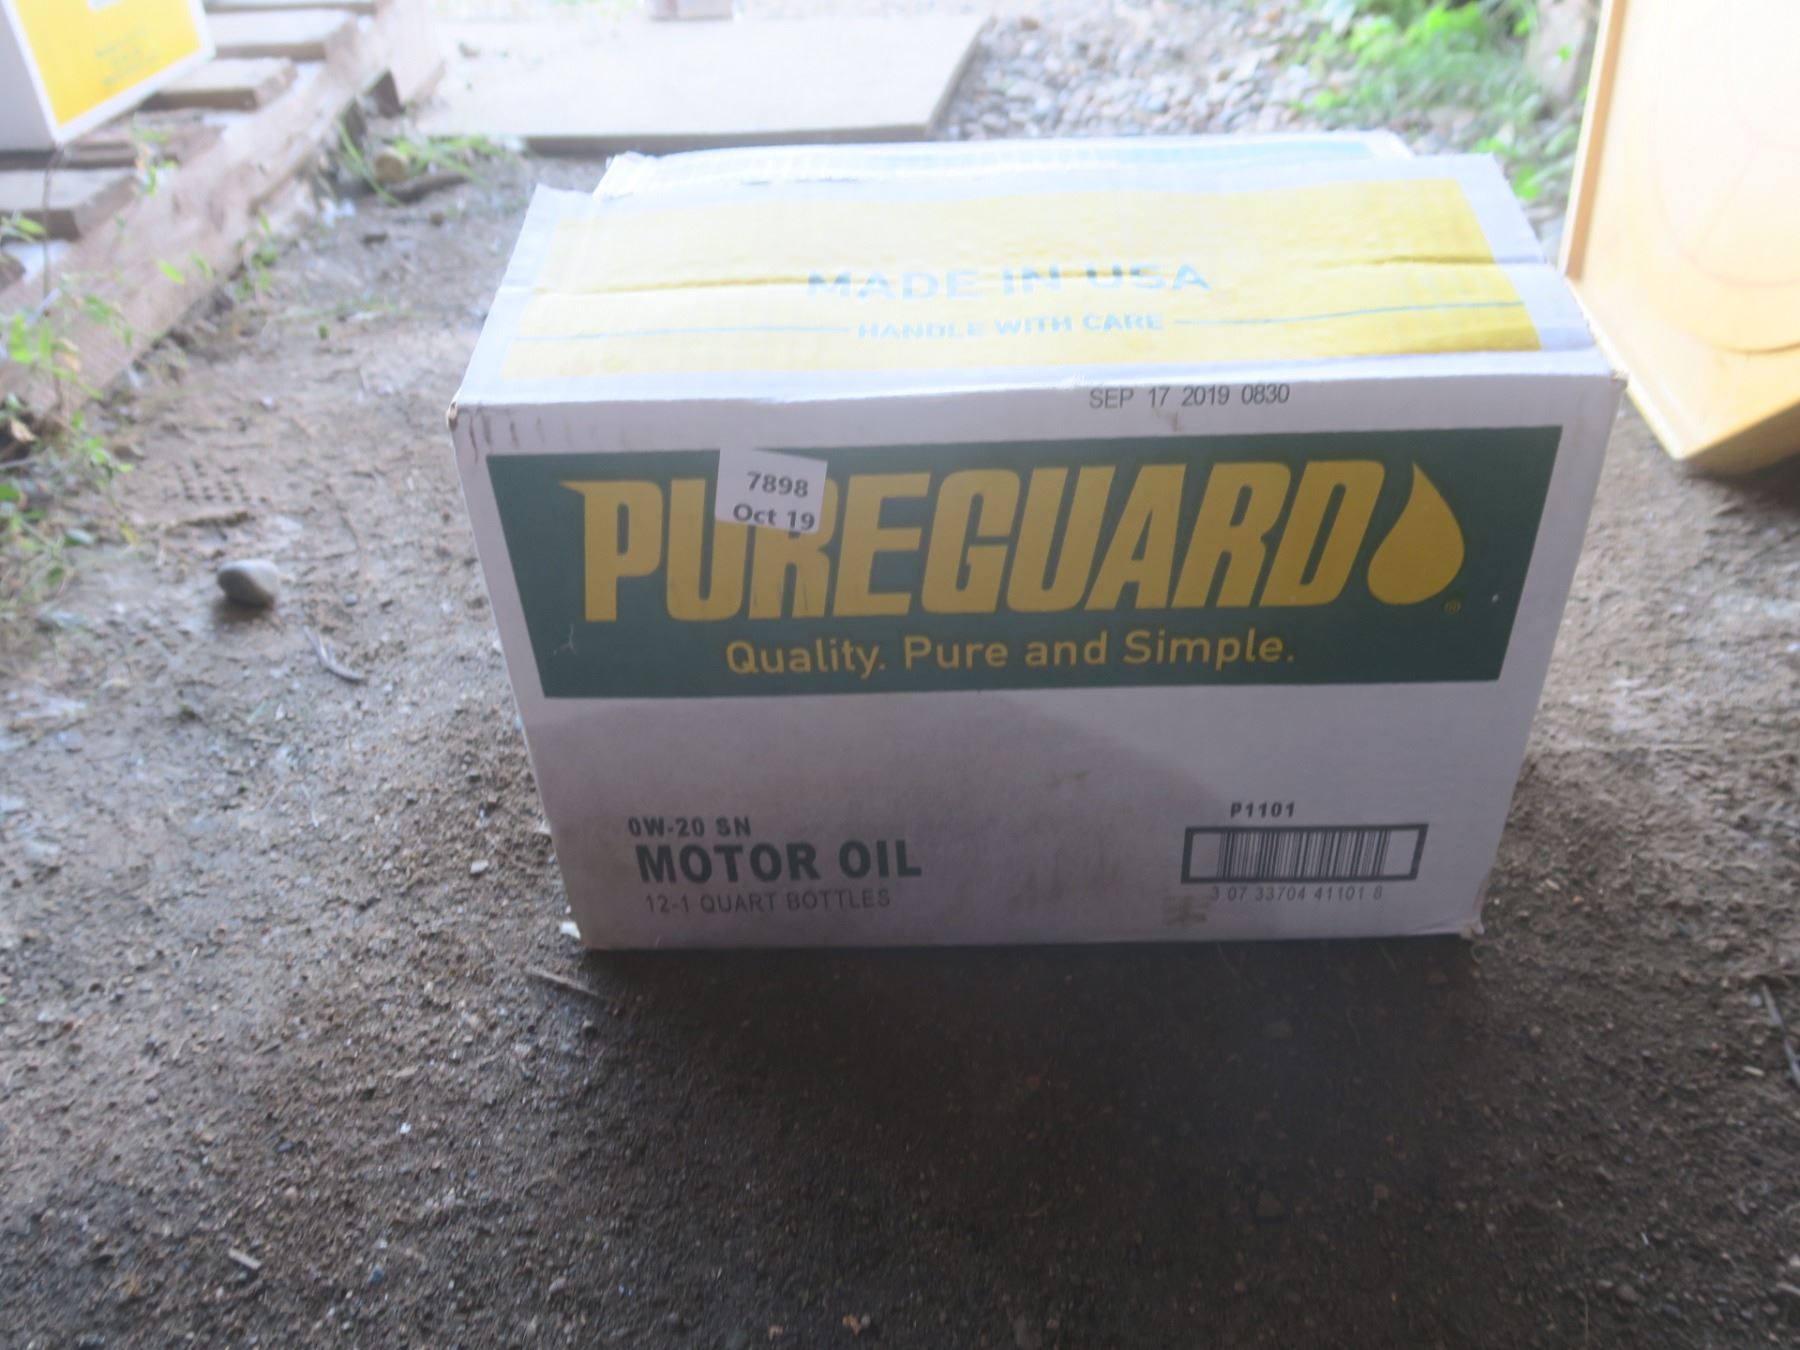 MADE IN USA
HANDLE WITH CARE
SEP 17 2019 0830
7898
Oct 19
PUREGUARD
®
Quality. Pure and Simple.
0W-20 SN
MOTOR OIL
12-1 QUART BOTTLES
P1101
3 07 33704 41101 8